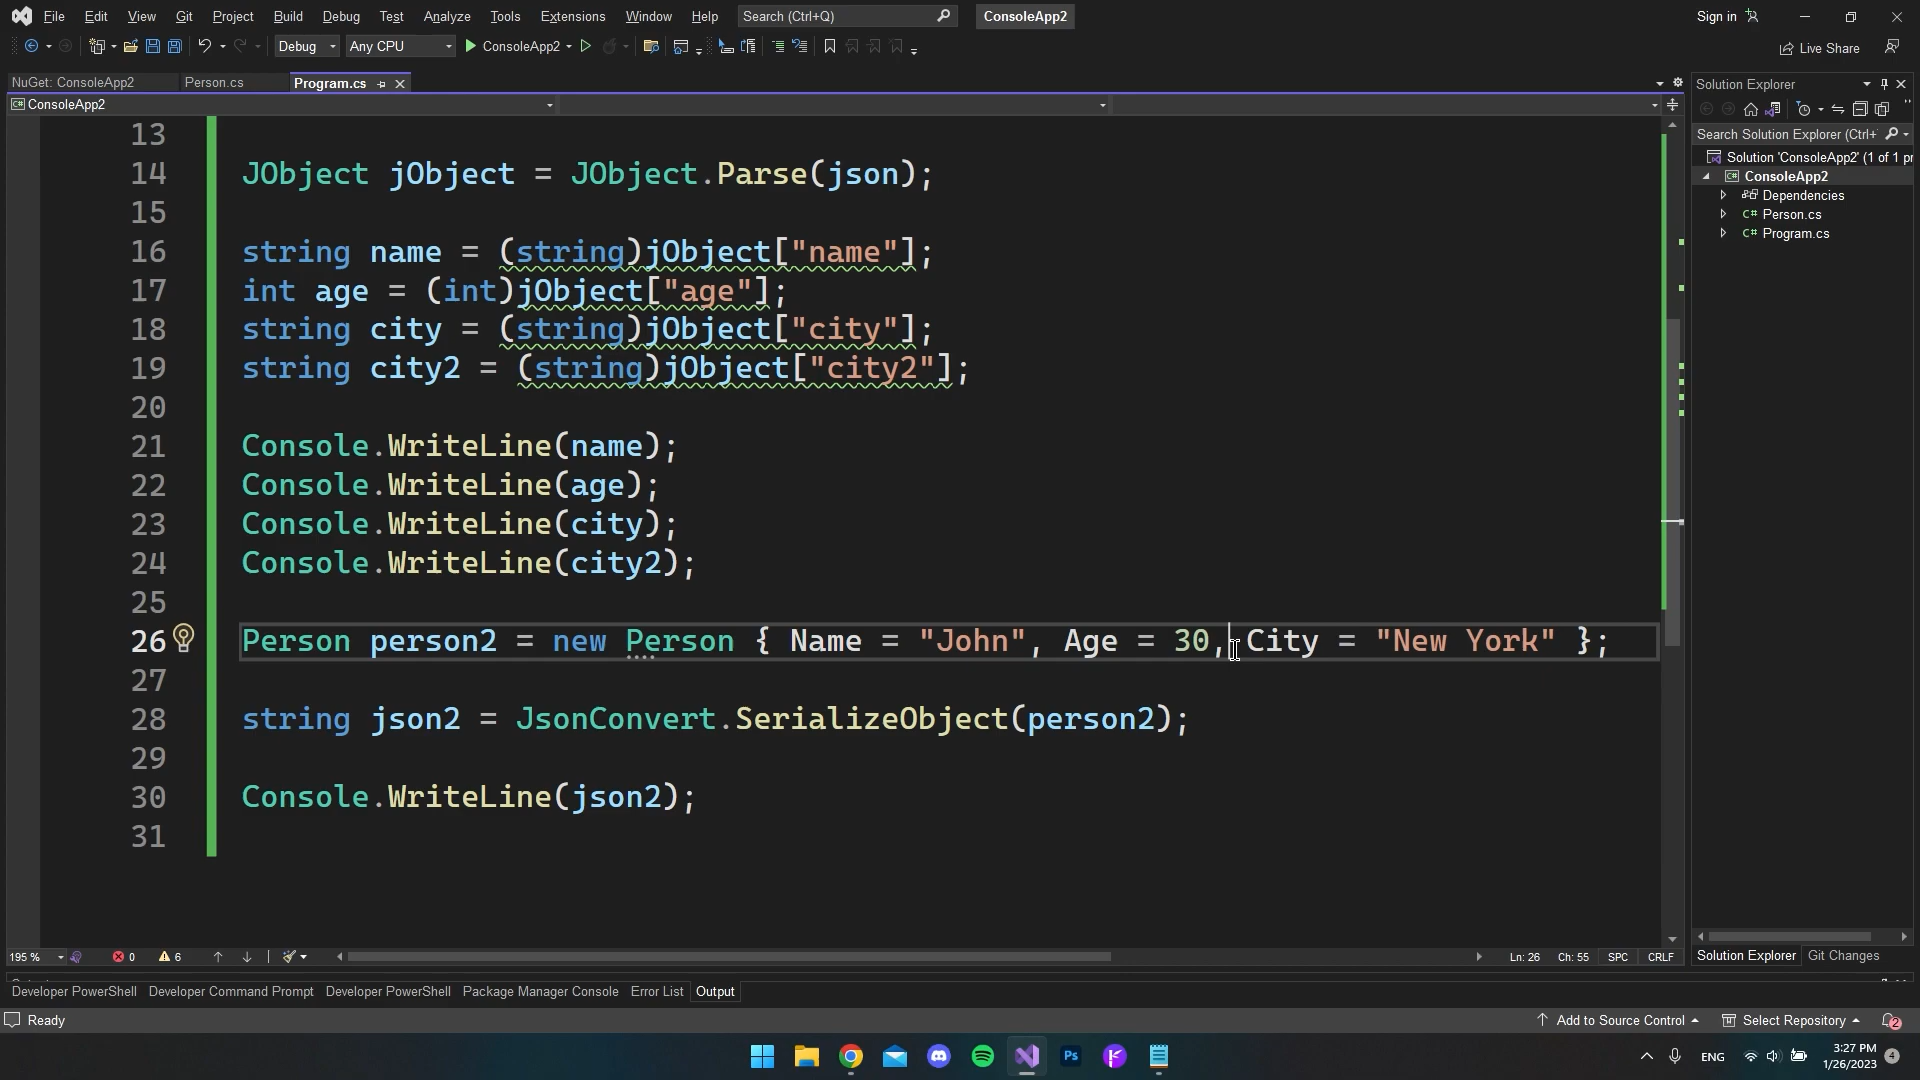 File Edit View Git Project Build Debug Test Analyze Tools Extensions Window Help Search (Ctrl+Q) ConsoleApp2 Sign in
Debug Any CPU ConsoleApp2 Live Share
NuGet: ConsoleApp2 Person.cs Program.cs
ConsoleApp2
13
14 JObject jObject = JObject.Parse(json);
15
16 string name = (string)jObject["name"];
17 int age = (int)jObject["age"];
18 string city = (string)jObject["city"];
19 string city2 = (string)jObject["city2"];
20
21 Console.WriteLine(name);
22 Console.WriteLine(age);
23 Console.WriteLine(city);
24 Console.WriteLine(city2);
25
26 Person person2 = new Person { Name = "John", Age = 30, City = "New York" };
27
28 string json2 = JsonConvert.SerializeObject(person2);
29
30 Console.WriteLine(json2);
31
195 % 0 6 Ln: 26 Ch: 55 SPC CRLF
Solution Explorer
Search Solution Explorer (Ctrl+
Solution 'ConsoleApp2' (1 of 1 pr
ConsoleApp2
Dependencies
C# Person.cs
C# Program.cs
Solution Explorer Git Changes
Developer PowerShell Developer Command Prompt Developer PowerShell Package Manager Console Error List Output
Ready Add to Source Control Select Repository 2
Ps ENG 3:27 PM 4
1/26/2023